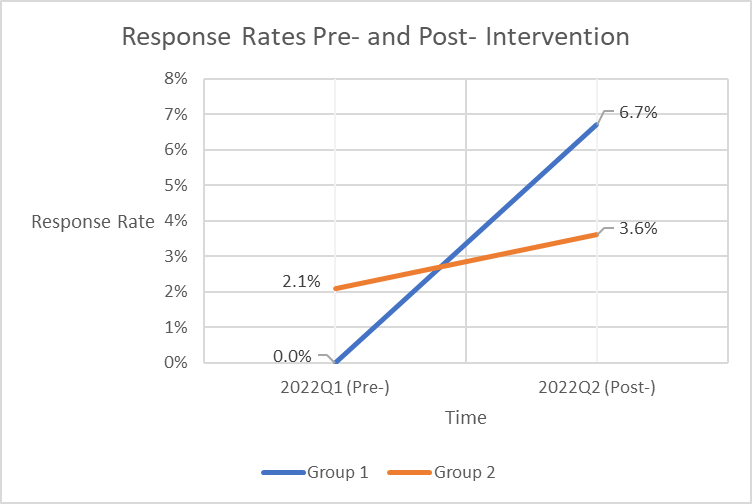 Response Rates Pre- and Post- Intervention
8%
7%
6%
5%
4%
3%
2%
1%
0%
Response Rate
6.7%
3.6%
2.1%
0.0%
2022Q1 (Pre-)
2022Q2 (Post-)
Time
Group 1
Group 2